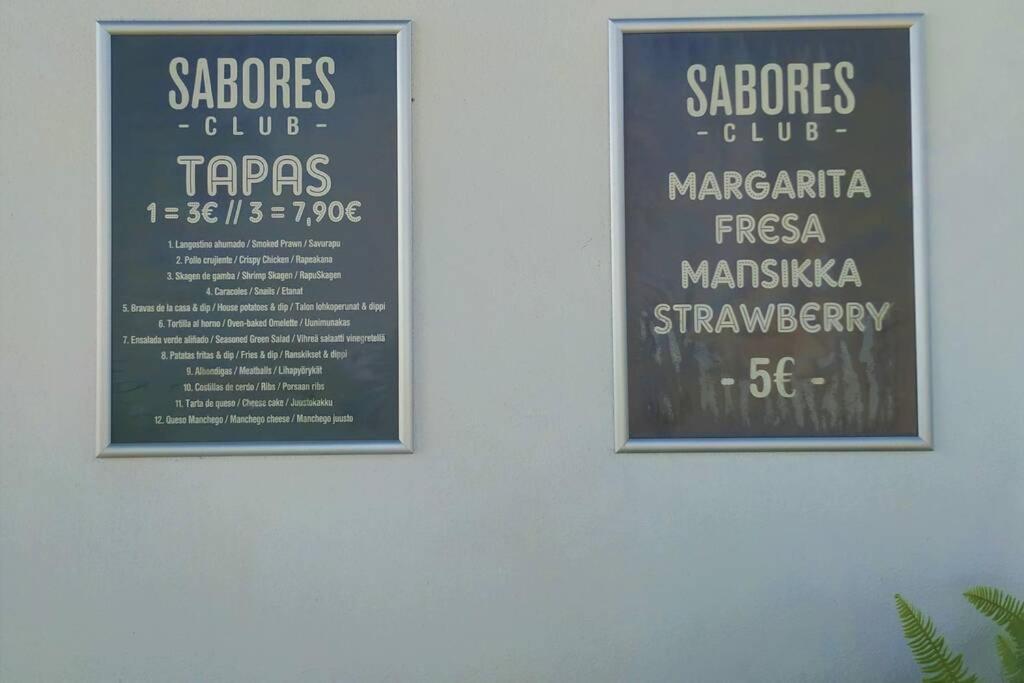 SABORES
- CLUB -
TAPAS
1 = 3€ // 3 = 7,90€
1. Langostino ahumado / Smoked Prawn / Savurapu
2. Pollo crujiente / Crispy Chicken / Rapeakana
3. Skagen de gamba / Shrimp Skagen / RapuSkagen
4. Caracoles / Snails / Etanat
5. Bravas de la casa & dip / House potatoes & dip / Talon lohkoperunat & dippi
6. Tortilla al horno / Oven-baked Omelette / Uunimunakas
7. Ensalada verde aliñado / Seasoned Green Salad / Vihreä salaatti vinegretellä
8. Patatas fritas & dip / Fries & dip / Ranskikset & dippi
9. Albondigas / Meatballs / Lihapyörykät
10. Costillas de cerdo / Ribs / Porsaan ribs
11. Tarta de queso / Cheese cake / Juustokakku
12. Queso Manchego / Manchego cheese / Manchego juusto
SABORES
- CLUB -
MARGARITA
FRESA
MANSIKKA
STRAWBERRY
- 5€ -